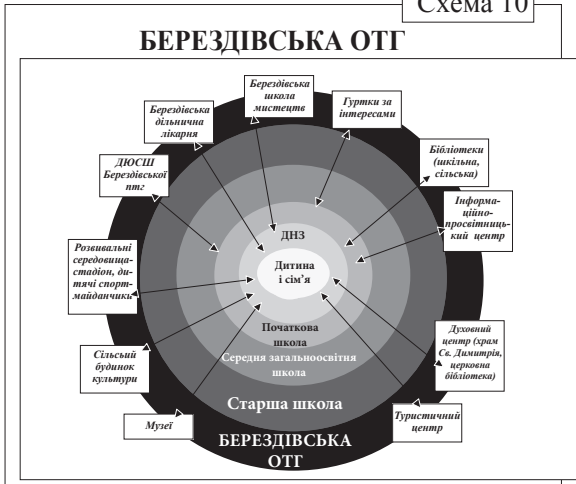 Схема 10
БЕРЕЗДІВСЬКА ОТГ
Берездівська
школа
мистецтв
Гуртки за
інтересами
Берездівська
дільнична
лікарня
Бібліотеки
(шкільна,
сільська)
ДЮСШ
Берездівської
птг
Інформа-
ційно-
просвітниць-
кий центр
Розвивальні
середовища-
стадіон, ди-
тячі спорт-
майданчики
ДНЗ
Дитина
і сім’я
Початкова
школа
Середня загальноосвітня
школа
Старша школа
БЕРЕЗДІВСЬКА
ОТГ
Сільсьий
будинок
культури
Духовний
центр (храм
Св. Димитрія,
церковна
бібліотека)
Музеї
Туристичний
центр